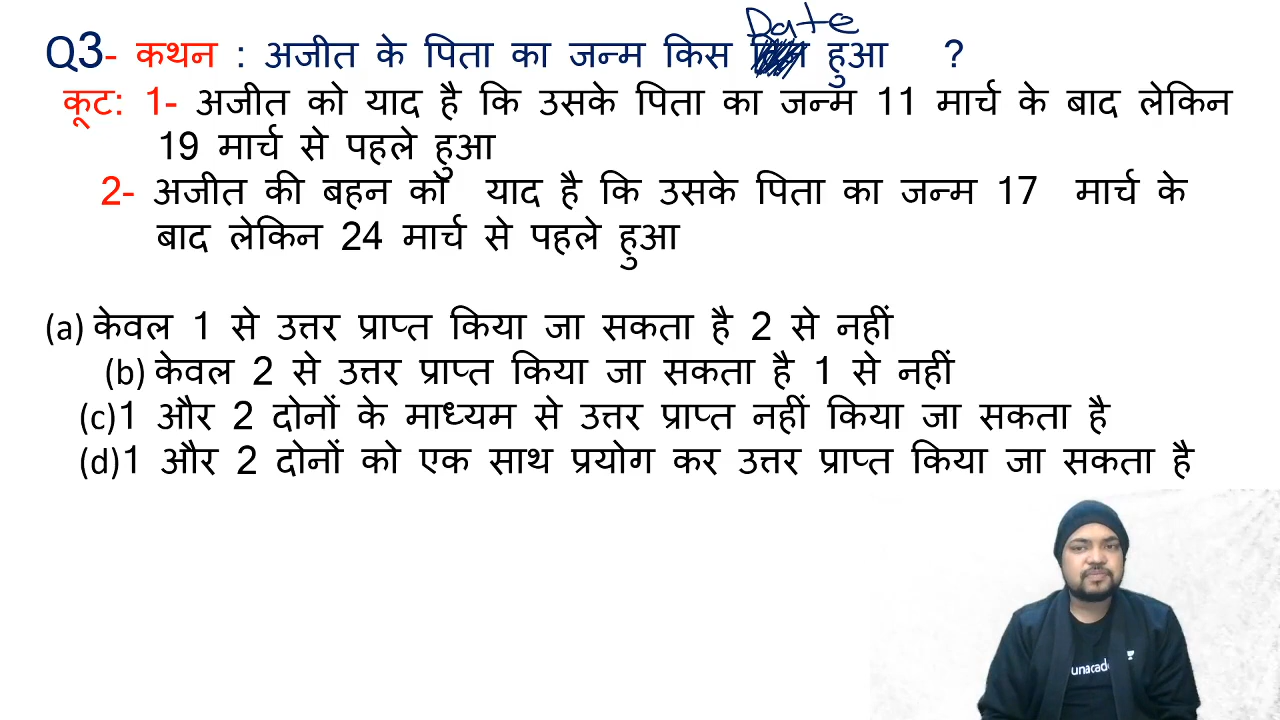 Date
Q3- कथन : अजीत के पिता का जन्म किस हुआ ?
कूट: 1- अजीत को याद है कि उसके पिता का जन्म 11 मार्च के बाद लेकिन
19 मार्च से पहले हुआ
2- अजीत की बहन को याद है कि उसके पिता का जन्म 17 मार्च के
बाद लेकिन 24 मार्च से पहले हुआ
(a) केवल 1 से उत्तर प्राप्त किया जा सकता है 2 से नहीं
(b) केवल 2 से उत्तर प्राप्त किया जा सकता है 1 से नहीं
(c)1 और 2 दोनों के माध्यम से उत्तर प्राप्त नहीं किया जा सकता है
(d)1 और 2 दोनों को एक साथ प्रयोग कर उत्तर प्राप्त किया जा सकता है